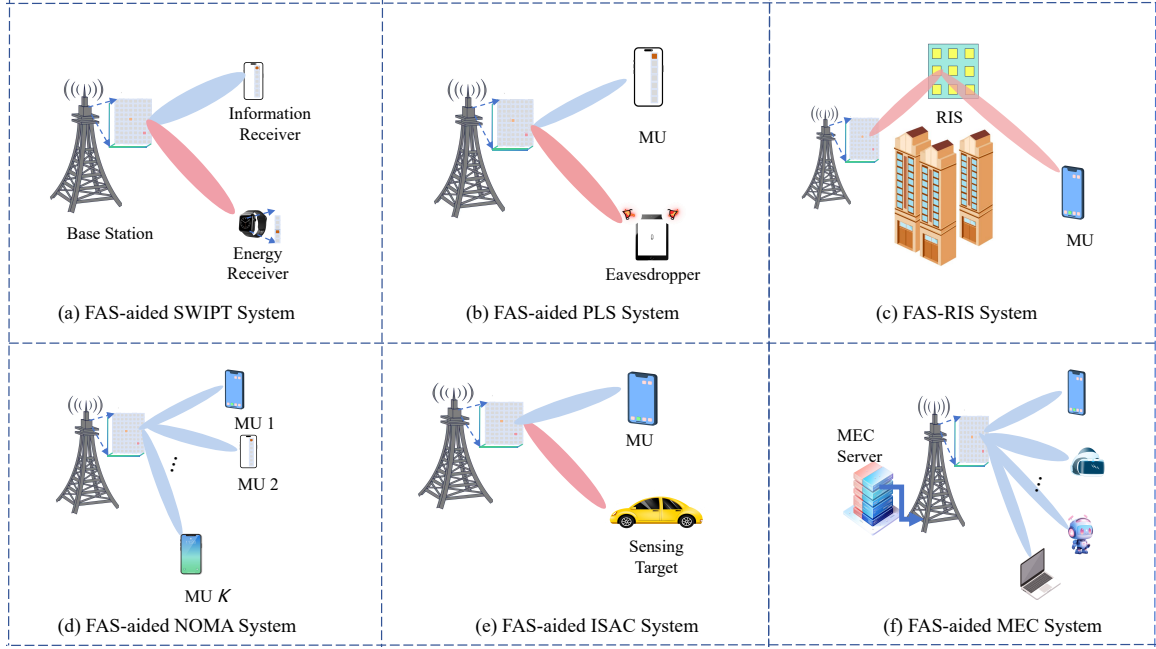 Information
Receiver
Base Station
Energy
Receiver
(a) FAS-aided SWIPT System
MU
Eavesdropper
(b) FAS-aided PLS System
RIS
MU
(c) FAS-RIS System
MU 1
MU 2
MU K
(d) FAS-aided NOMA System
MU
Sensing
Target
(e) FAS-aided ISAC System
MEC
Server
(f) FAS-aided MEC System